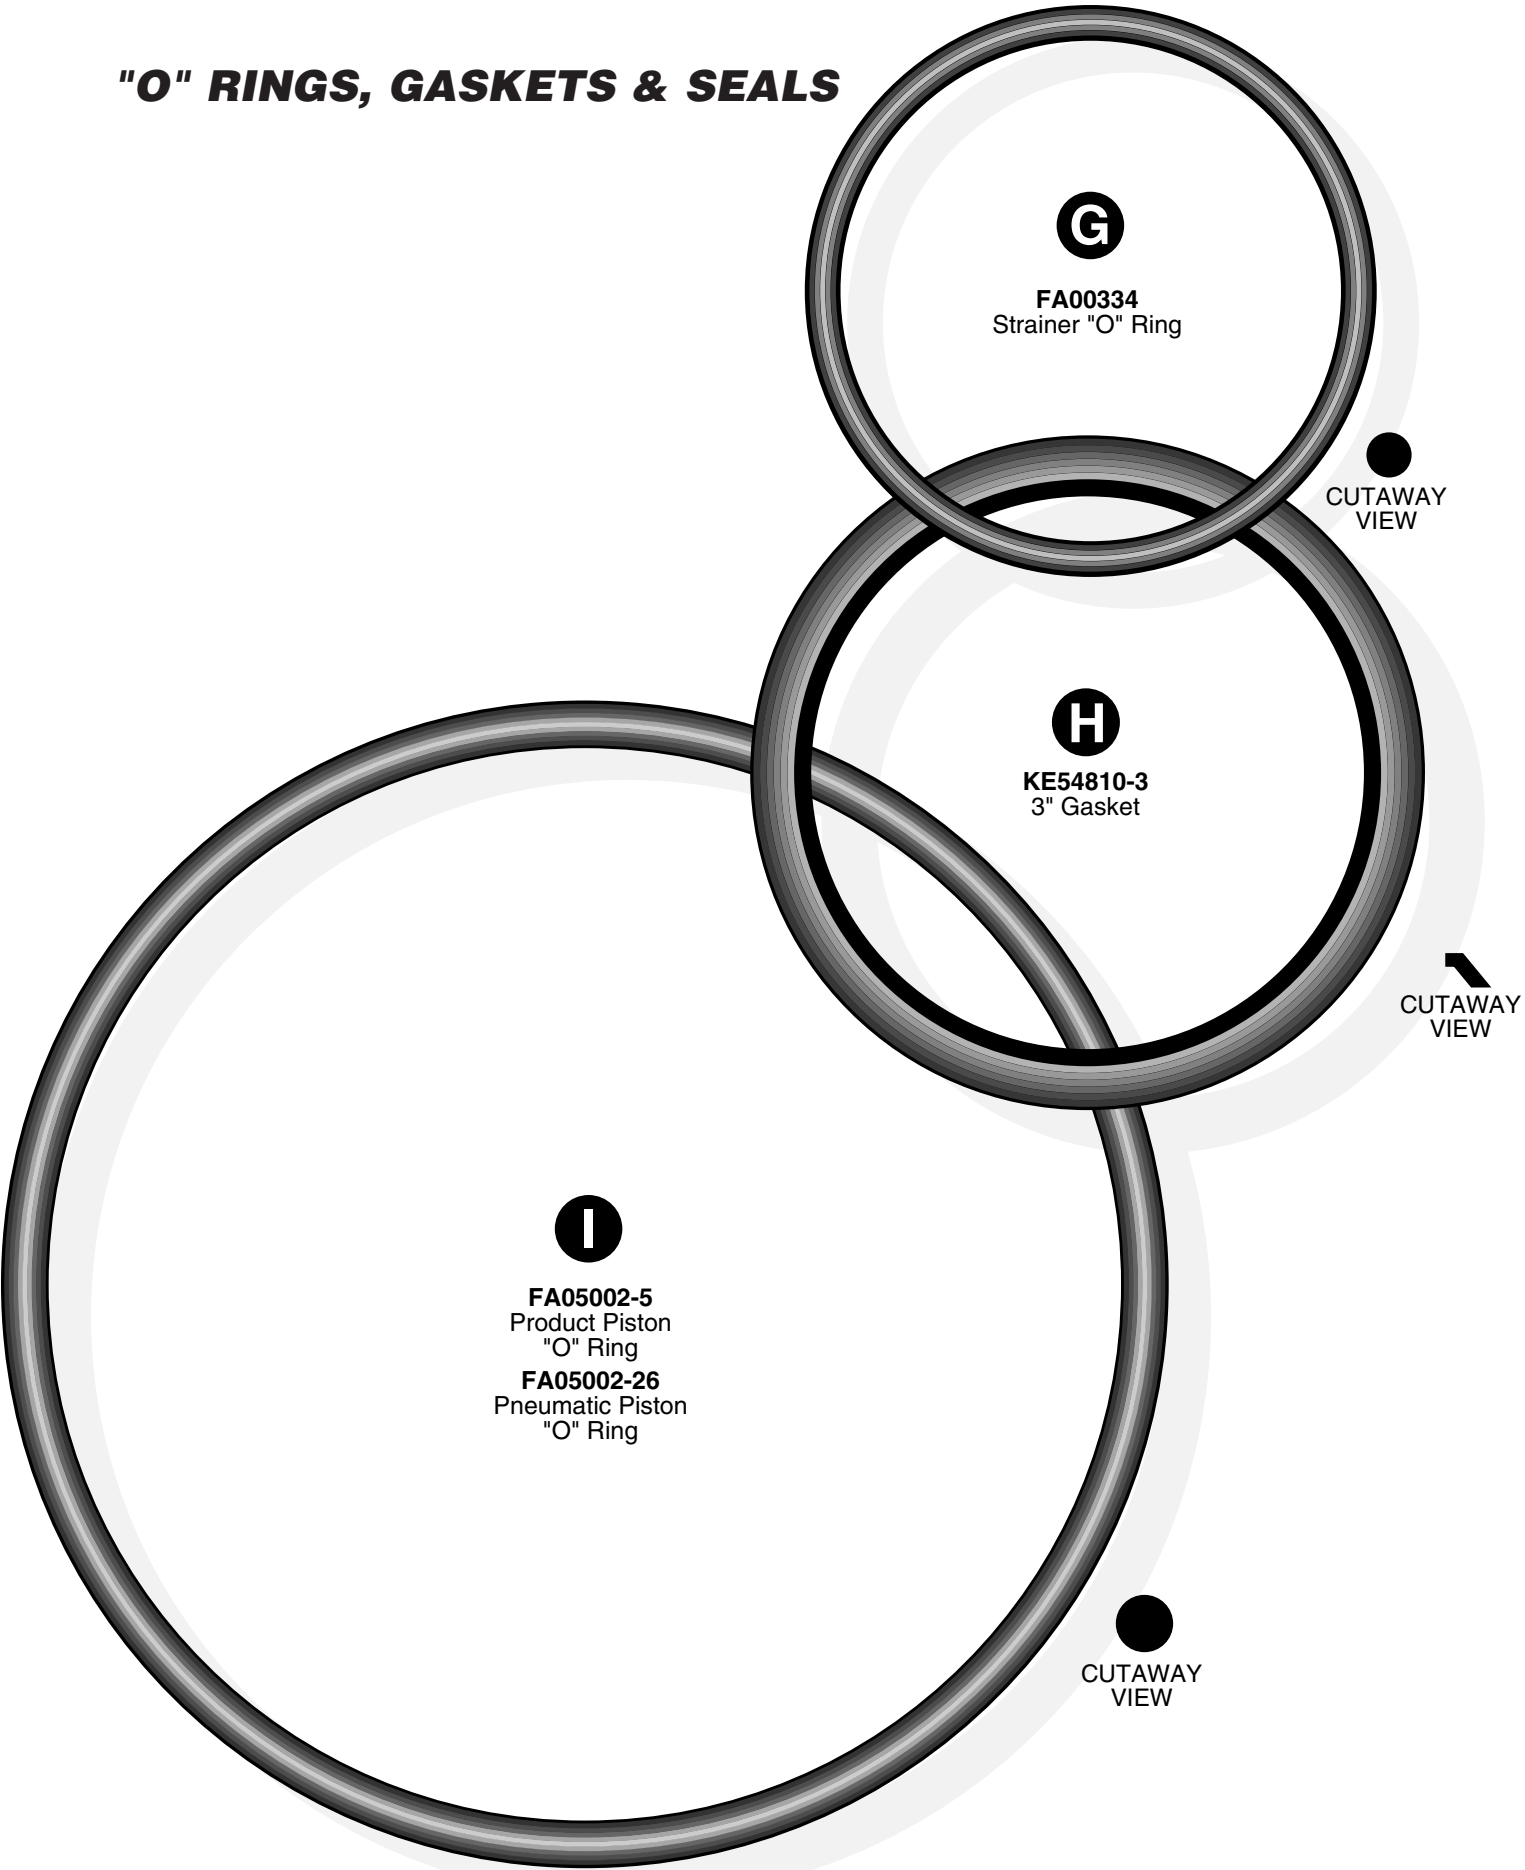 "O" RINGS, GASKETS & SEALS
G
FA00334
Strainer "O" Ring
CUTAWAY
VIEW
H
KE54810-3
3" Gasket
CUTAWAY
VIEW
I
FA05002-5
Product Piston
"O" Ring
FA05002-26
Pneumatic Piston
"O" Ring
CUTAWAY
VIEW